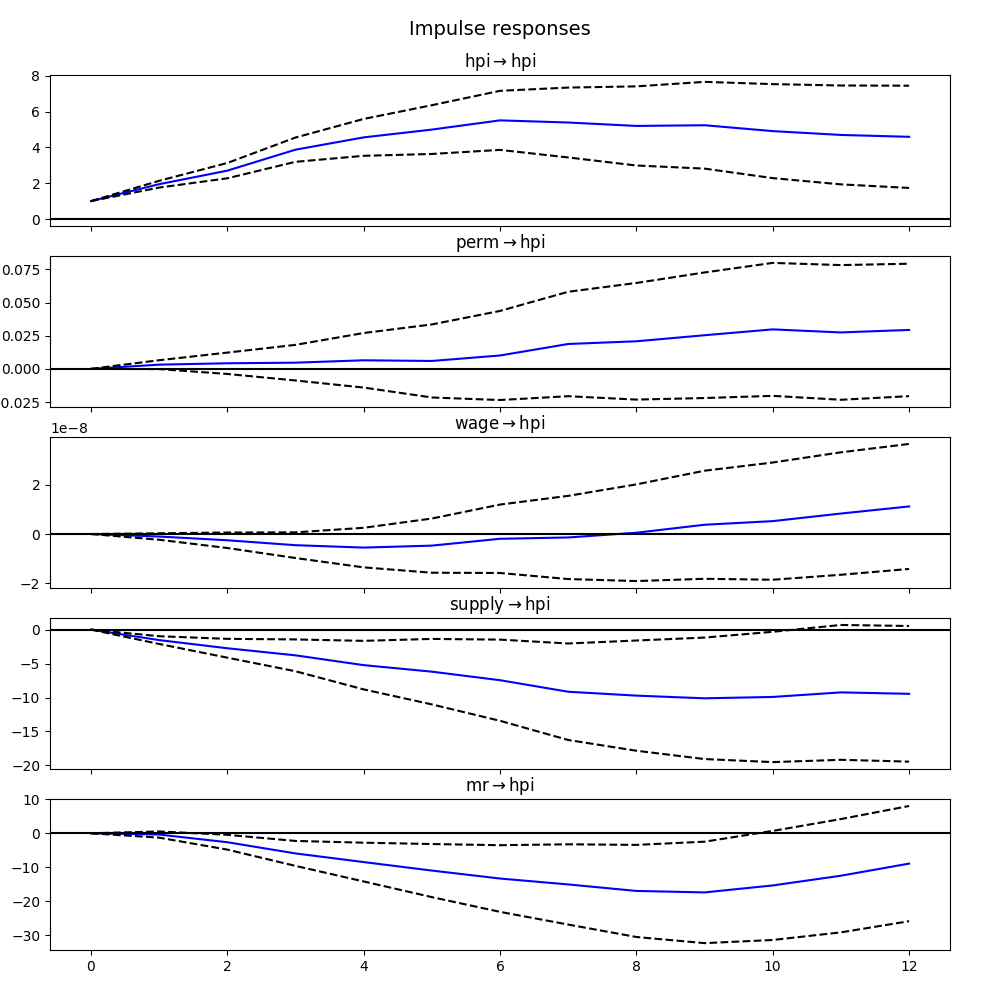 Impulse responses
hpi → hpi
8
6
4
2
0
perm → hpi
0.075
0.050
0.025
0.000
0.025
wage → hpi
1e−8
2
0
−2
supply → hpi
0
−5
−10
−15
−20
mr → hpi
10
0
−10
−20
−30
0 2 4 6 8 10 12